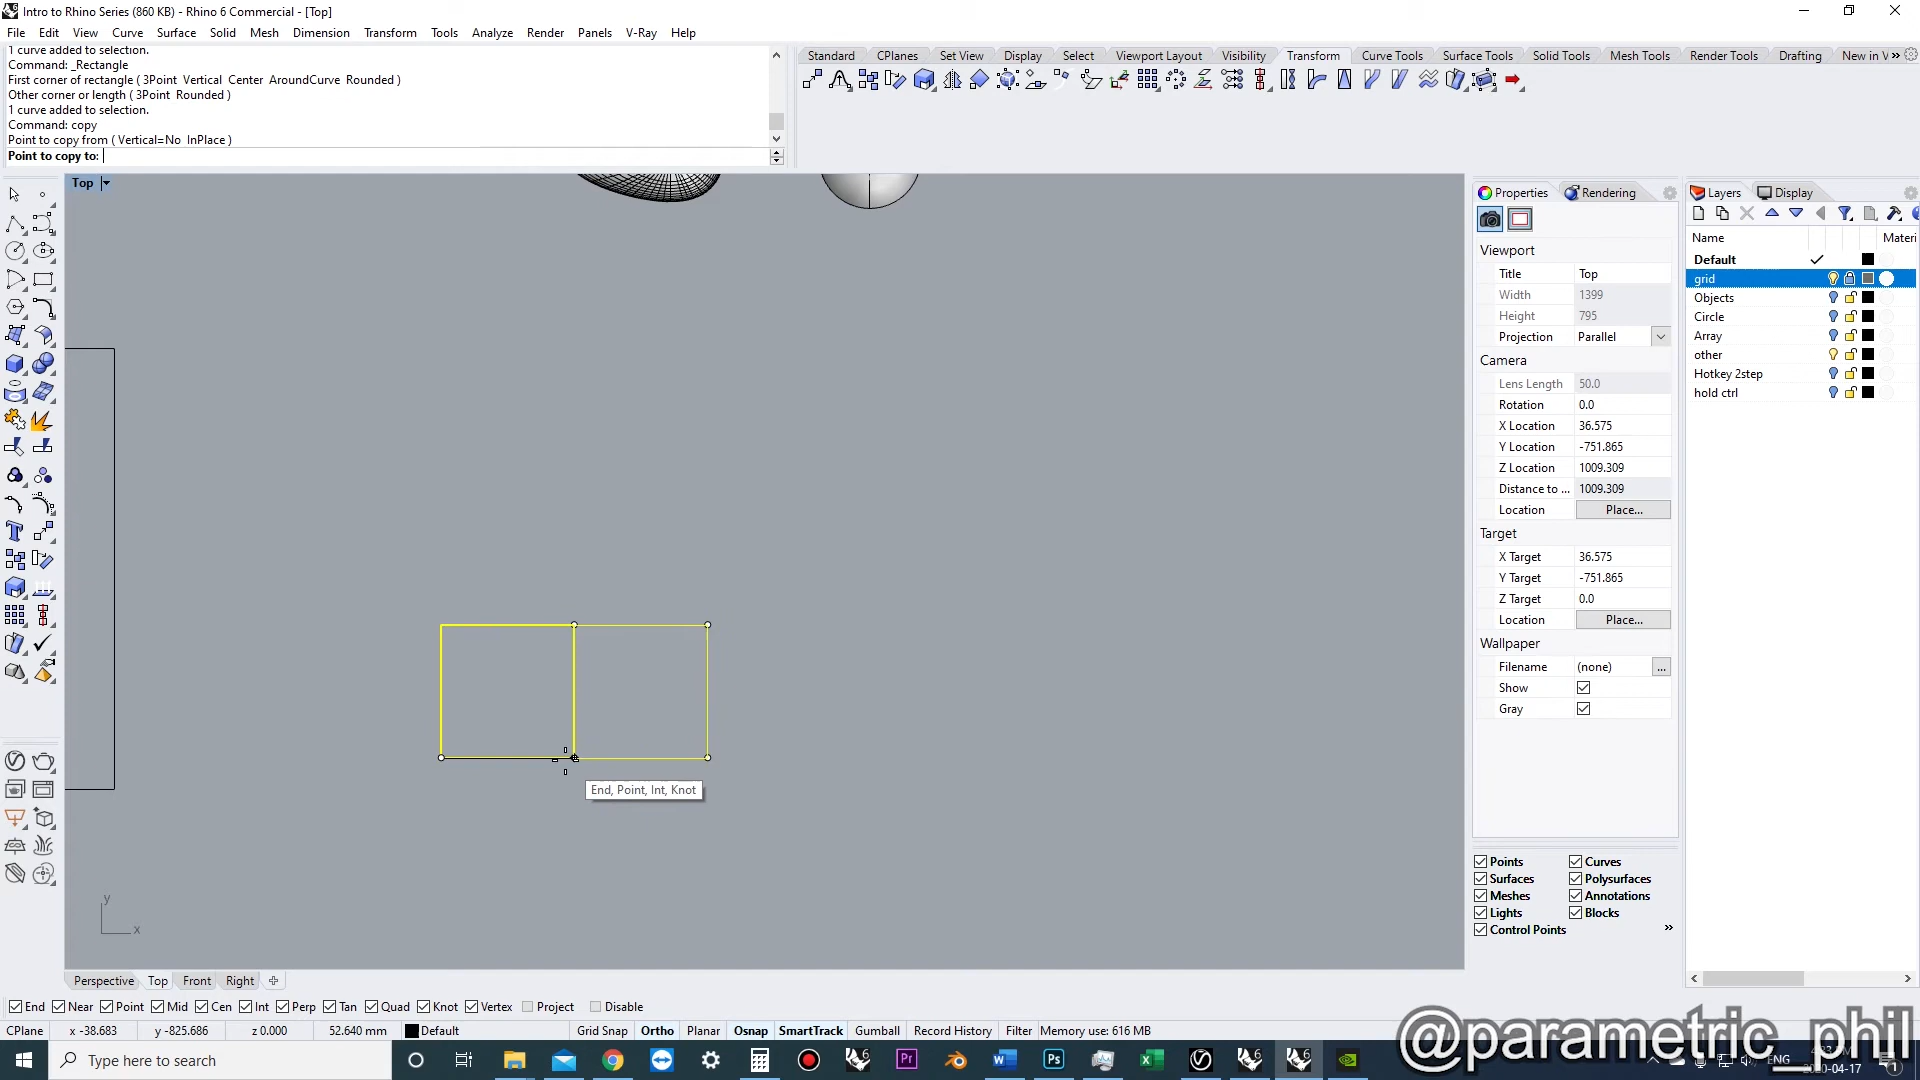 Intro to Rhino Series (860 KB) - Rhino 6 Commercial - [Top]
File Edit View Curve Surface Solid Mesh Dimension Transform Tools Analyze Render Panels V-Ray Help
1 curve added to selection.
Command: _Rectangle
First corner of rectangle ( 3Point Vertical Center AroundCurve Rounded )
Other corner or length ( 3Point Rounded )
1 curve added to selection.
Command: copy
Point to copy from ( Vertical=No InPlace )
Point to copy to:
Standard CPlanes Set View Display Select Viewport Layout Visibility Transform Curve Tools Surface Tools Solid Tools Mesh Tools Render Tools Drafting New in V »
Top
Properties Rendering
Viewport
Title Top
Width 1399
Height 795
Projection Parallel
Camera
Lens Length 50.0
Rotation 0.0
X Location 36.575
Y Location -751.865
Z Location 1009.309
Distance to ... 1009.309
Location Place...
Target
X Target 36.575
Y Target -751.865
Z Target 0.0
Location Place...
Wallpaper
Filename (none) ...
Show
Gray
Points Curves
Surfaces Polysurfaces
Meshes Annotations
Lights Blocks
Control Points »
Layers Display
Name Materi
Default
grid
Objects
Circle
Array
other
Hotkey 2step
hold ctrl
End, Point, Int, Knot
y
x
Perspective Top Front Right
End Near Point Mid Cen Int Perp Tan Quad Knot Vertex Project Disable
CPlane x -38.683 y -825.686 z 0.000 52.640 mm Default Grid Snap Ortho Planar Osnap SmartTrack Gumball Record History Filter Memory use: 616 MB
Type here to search
ENG
@parametric_phil